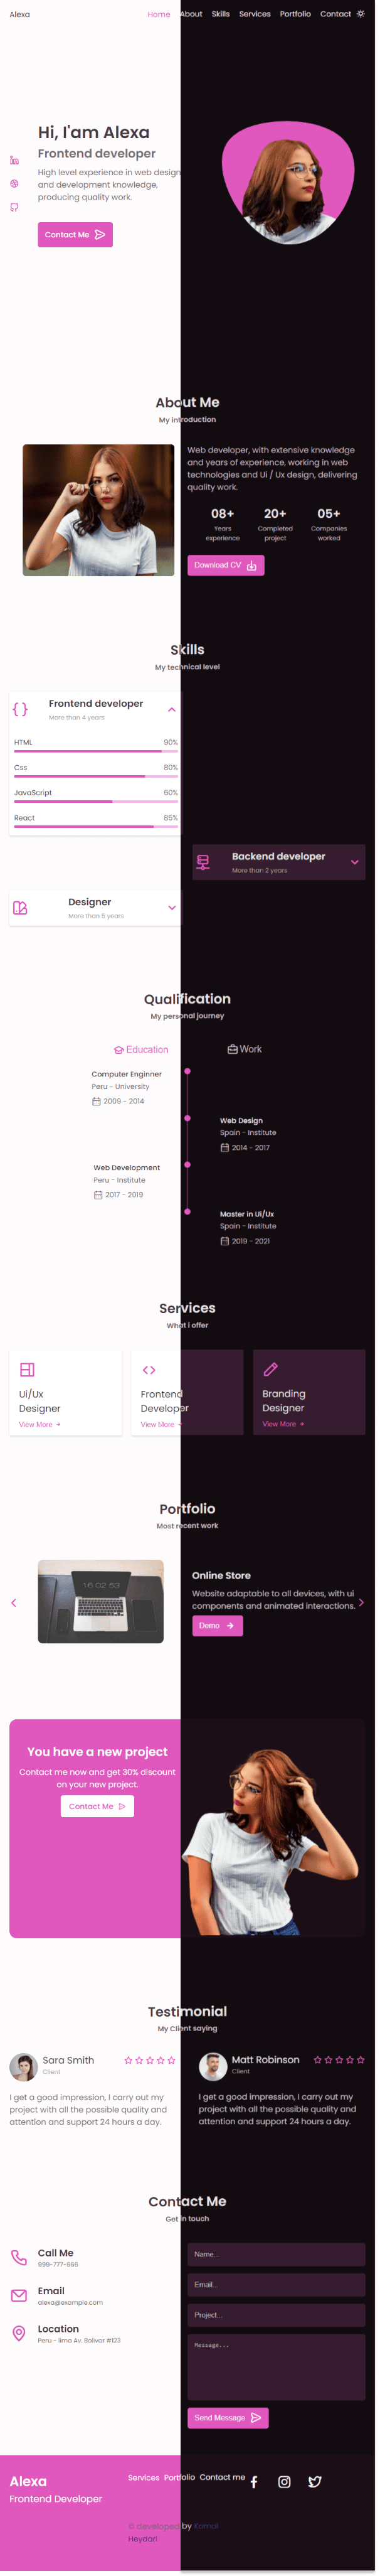 Alexa
Home About Skills Services Portfolio Contact
Hi, I'am Alexa
Frontend developer
High level experience in web design
and development knowledge,
producing quality work.
Contact Me
About Me
My introduction
Web developer, with extensive knowledge
and years of experience, working in web
technologies and Ui / Ux design, delivering
quality work.
08+ 20+ 05+
Years Completed Companies
experience project worked
Download CV
Skills
My technical level
Frontend developer
More than 4 years
HTML 90%
Css 80%
JavaScript 60%
React 85%
Backend developer
More than 2 years
Designer
More than 5 years
Qualification
My personal journey
Education Work
Computer Enginner
Peru - University
2009 - 2014
Web Design
Spain - Institute
2014 - 2017
Web Development
Peru - Institute
2017 - 2019
Master in Ui/Ux
Spain - Institute
2019 - 2021
Services
What i offer
Ui/Ux
Designer
View More
Frontend
Developer
View More
Branding
Designer
View More
Portfolio
Most recent work
16:02:53
Online Store
Website adaptable to all devices, with ui
components and animated interactions.
Demo
You have a new project
Contact me now and get 30% discount
on your new project.
Contact Me
Testimonial
My Client saying
Sara Smith
Client
I get a good impression, I carry out my
project with all the possible quality and
attention and support 24 hours a day.
Matt Robinson
Client
I get a good impression, I carry out my
project with all the possible quality and
attention and support 24 hours a day.
Contact Me
Get in touch
Call Me
999-777-666
Email
alexa@example.com
Location
Peru - lima Av. Bolivar #123
Name...
Email...
Project...
Message...
Send Message
Alexa
Frontend Developer
Services Portfolio Contact me
© developed by Kamal
Heydari